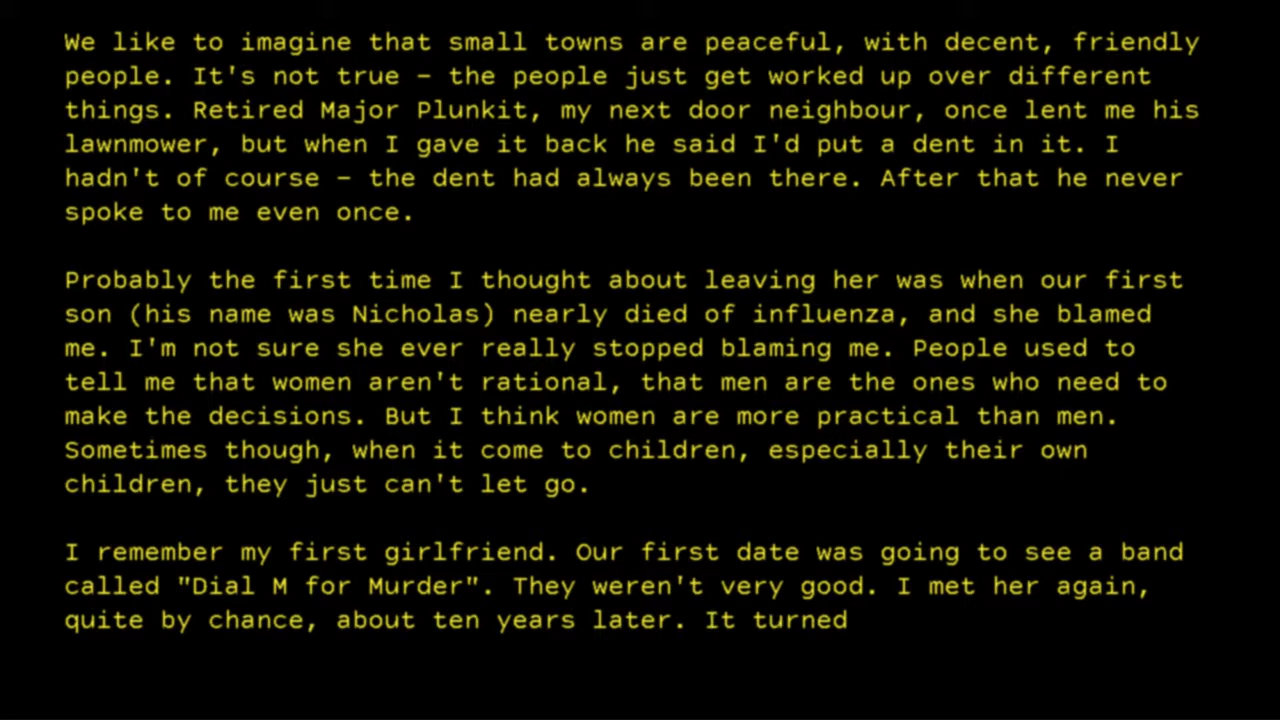 We like to imagine that small towns are peaceful, with decent, friendly
people. It's not true – the people just get worked up over different
things. Retired Major Plunkit, my next door neighbour, once lent me his
lawnmower, but when I gave it back he said I'd put a dent in it. I
hadn't of course – the dent had always been there. After that he never
spoke to me even once.
Probably the first time I thought about leaving her was when our first
son (his name was Nicholas) nearly died of influenza, and she blamed
me. I'm not sure she ever really stopped blaming me. People used to
tell me that women aren't rational, that men are the ones who need to
make the decisions. But I think women are more practical than men.
Sometimes though, when it come to children, especially their own
children, they just can't let go.
I remember my first girlfriend. Our first date was going to see a band
called "Dial M for Murder". They weren't very good. I met her again,
quite by chance, about ten years later. It turned